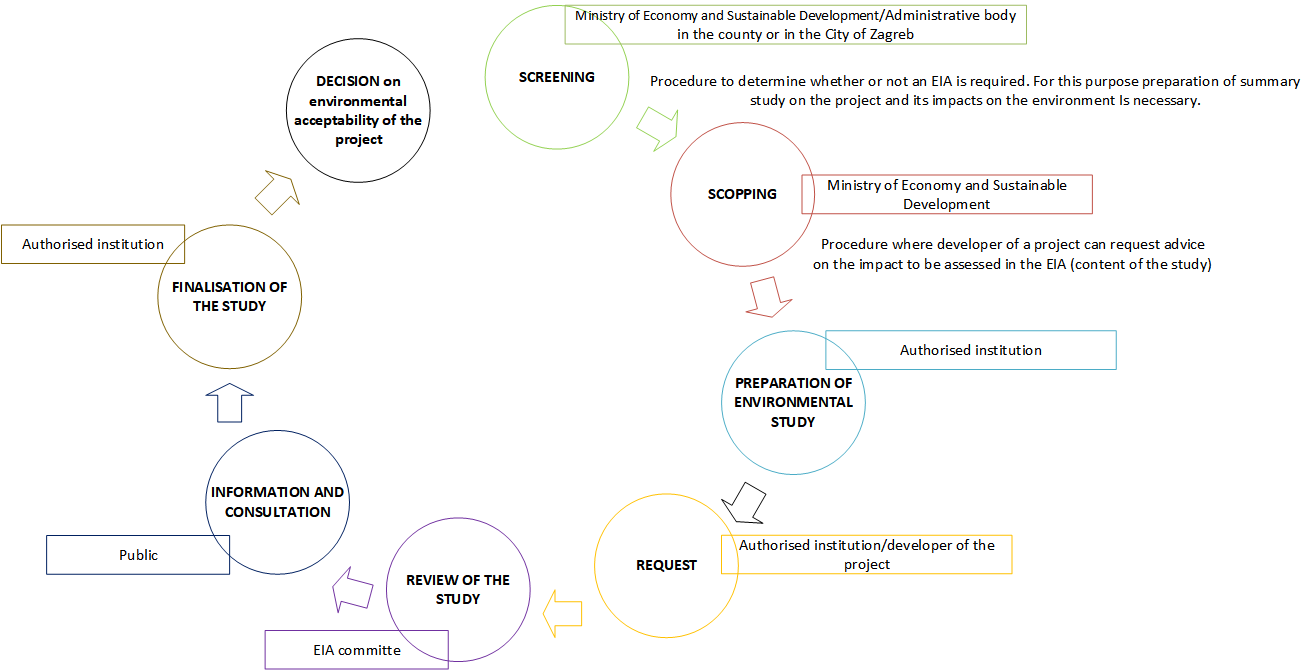 Ministry of Economy and Sustainable Development/Administrative body
in the county or in the City of Zagreb
SCREENING
Procedure to determine whether or not an EIA is required. For this purpose preparation of summary
study on the project and its impacts on the environment Is necessary.
SCOPPING
Ministry of Economy and Sustainable
Development
Procedure where developer of a project can request advice
on the impact to be assessed in the EIA (content of the study)
Authorised institution
PREPARATION OF
ENVIRONMENTAL
STUDY
Authorised institution/developer of the
project
REQUEST
REVIEW OF THE
STUDY
EIA committe
INFORMATION AND
CONSULTATION
Public
Authorised institution
FINALISATION OF
THE STUDY
DECISION on
environmental
acceptability of the
project